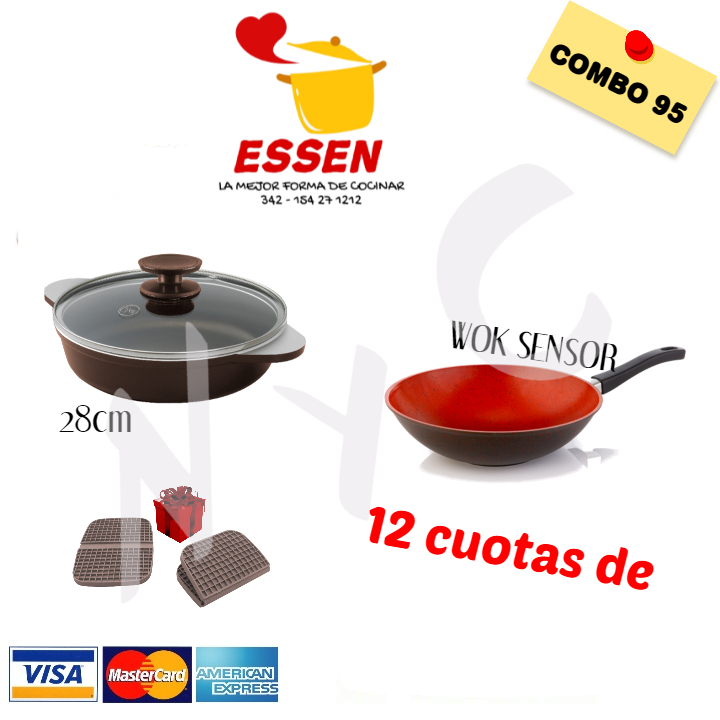 COMBO 95
ESSEN
LA MEJOR FORMA DE COCINAR
342 - 154 27 1212
WOK SENSOR
28cm
12 cuotas de
NyC
VISA
MasterCard
AMERICAN EXPRESS